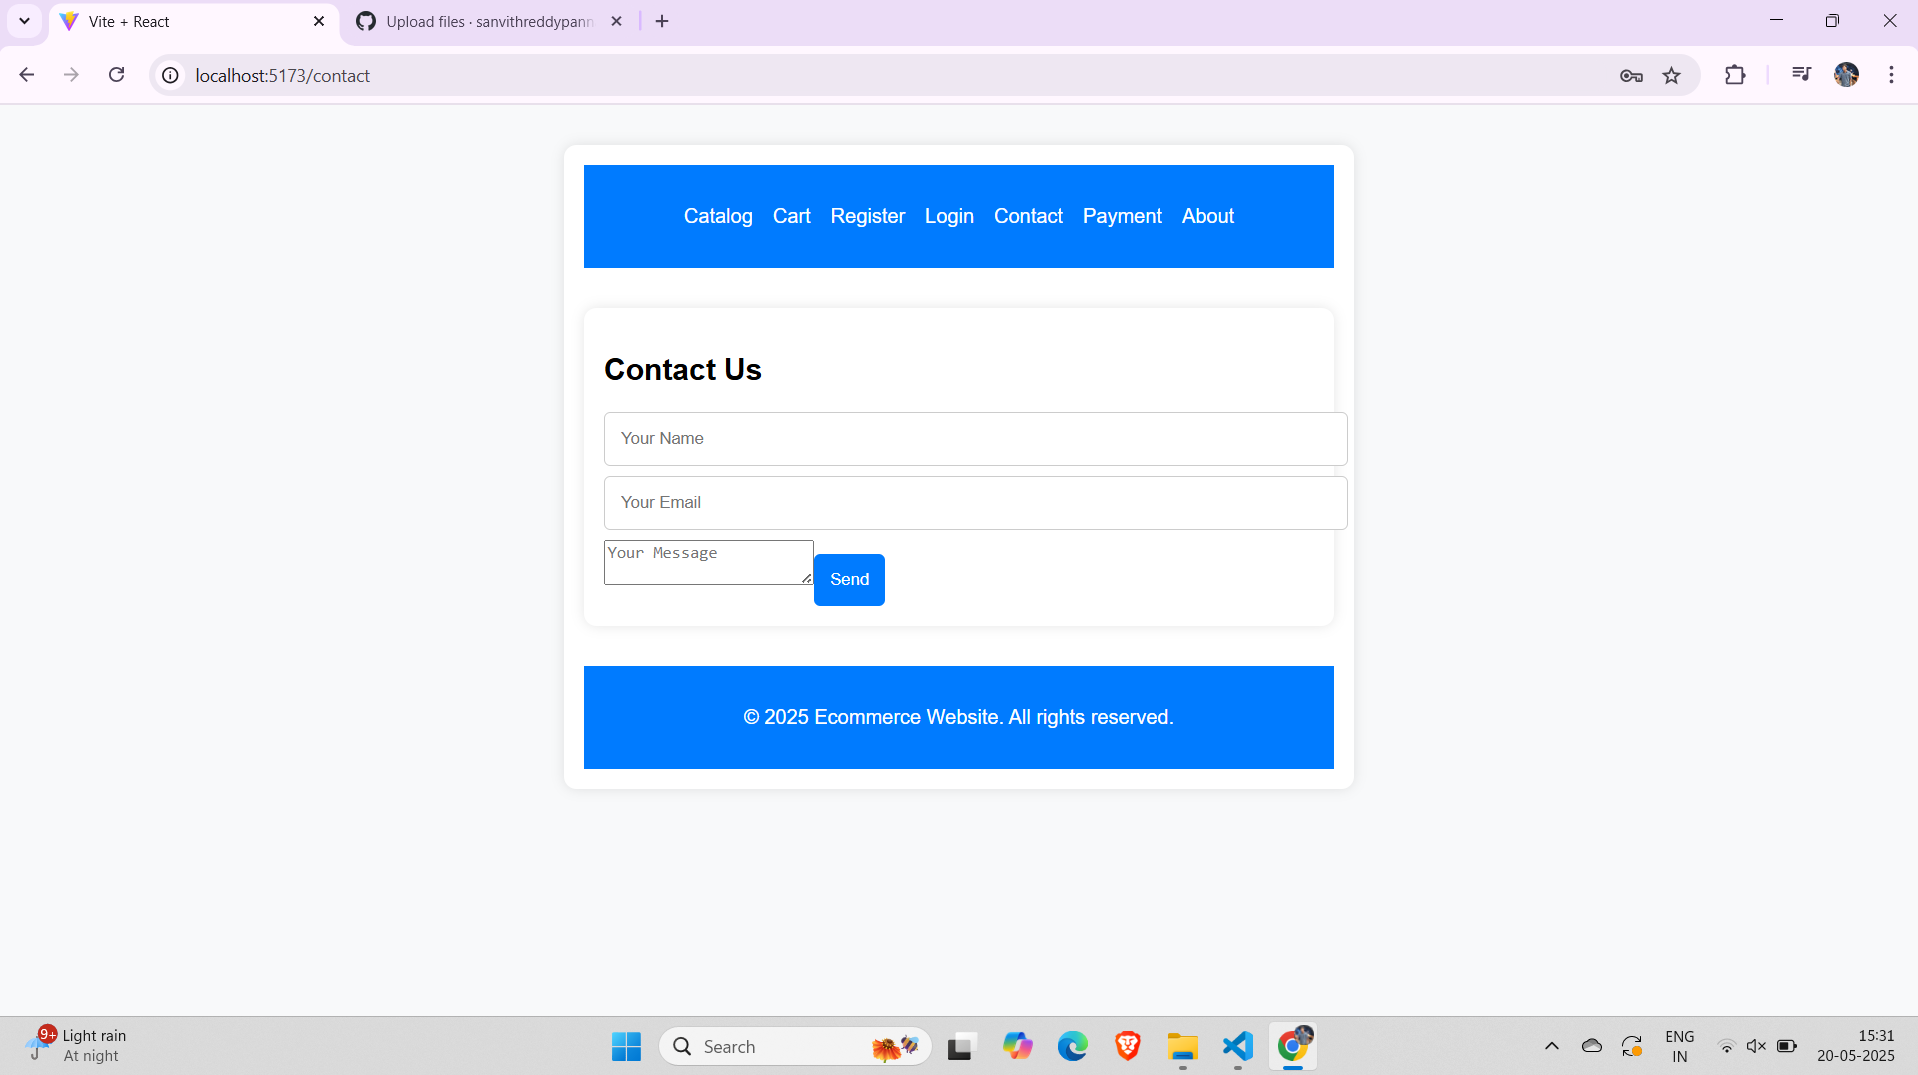 Vite + React
Upload files · sanvithreddypann
localhost:5173/contact
Catalog Cart Register Login Contact Payment About
Contact Us
Your Name
Your Email
Your Message
Send
© 2025 Ecommerce Website. All rights reserved.
9+
Light rain
At night
Search
ENG
IN
15:31
20-05-2025